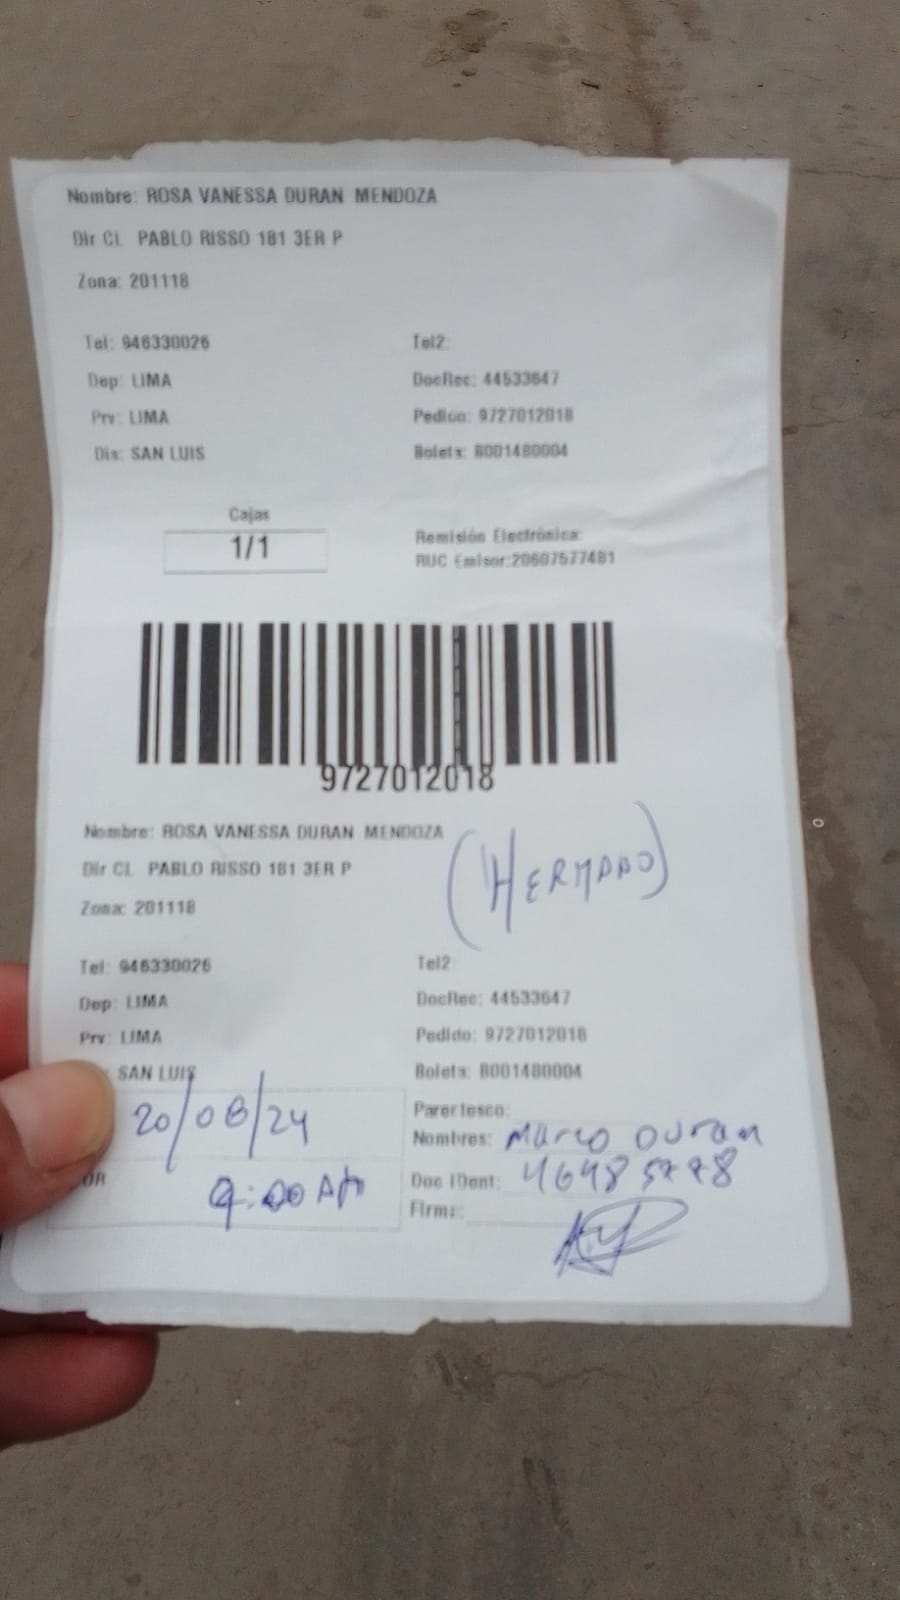 Nombre: ROSA VANESSA DURAN MENDOZA
Dir CL PABLO RISSO 181 3ER P
Zona: 201118
Tel: 946330026 Tel2:
Dep: LIMA DocRec: 44533647
Prv: LIMA Pedido: 9727012018
Dis: SAN LUIS Boleta: B001480004
Cajas
1/1
Remisión Electrónica:
RUC Emisor:20607577481
9727012018
Nombre: ROSA VANESSA DURAN MENDOZA
(HERMANO)
Dir CL PABLO RISSO 181 3ER P
Zona: 201118
Tel: 946330026 Tel2:
Dep: LIMA DocRec: 44533647
Prv: LIMA Pedido: 9727012018
SAN LUIS Boleta: B001480004
20/08/24
Parentesco:
Nombres: Marco Duran
Doc IDent:
9:00 AM
Firma: